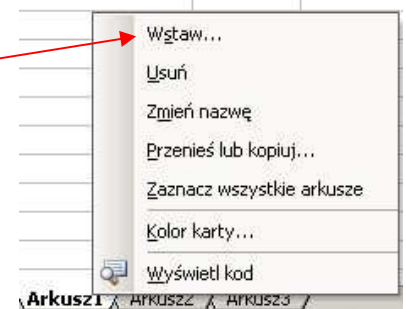 Wstaw...
Usuń
Zmień nazwę
Przenieś lub kopiuj...
Zaznacz wszystkie arkusze
Kolor karty...
Wyświetl kod
Arkusz1 Arkusz2 Arkusz3